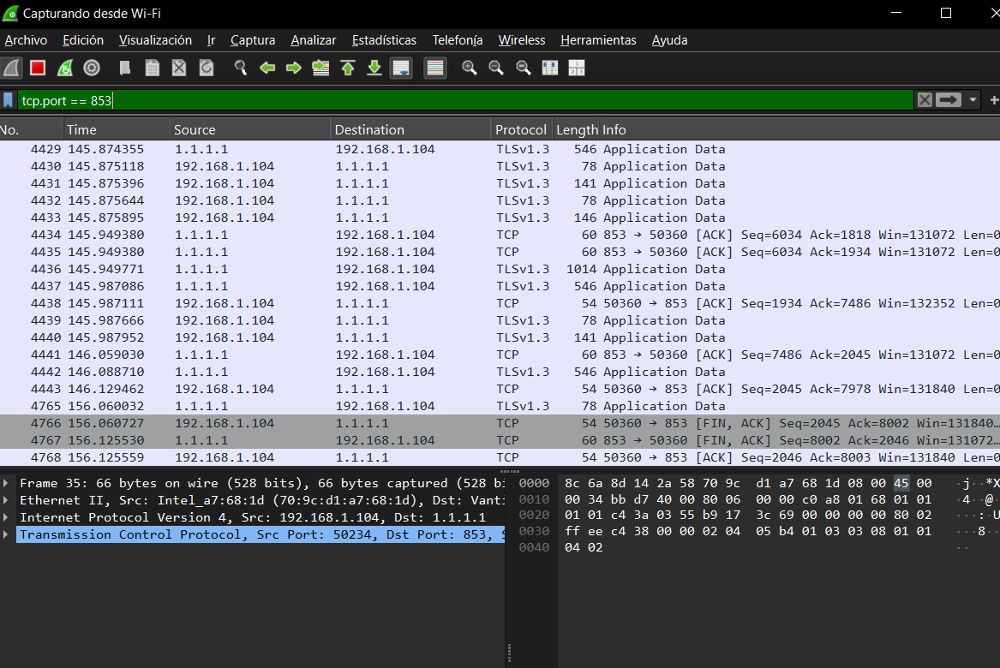 Capturando desde Wi-Fi
Archivo Edición Visualización Ir Captura Analizar Estadísticas Telefonía Wireless Herramientas Ayuda
tcp.port == 853
No. Time Source Destination Protocol Length Info
4429 145.874355 1.1.1.1 192.168.1.104 TLSv1.3 546 Application Data
4430 145.875118 192.168.1.104 1.1.1.1 TLSv1.3 78 Application Data
4431 145.875396 192.168.1.104 1.1.1.1 TLSv1.3 141 Application Data
4432 145.875644 192.168.1.104 1.1.1.1 TLSv1.3 78 Application Data
4433 145.875895 192.168.1.104 1.1.1.1 TLSv1.3 146 Application Data
4434 145.949380 1.1.1.1 192.168.1.104 TCP 60 853 → 50360 [ACK] Seq=6034 Ack=1818 Win=131072 Len=0
4435 145.949380 1.1.1.1 192.168.1.104 TCP 60 853 → 50360 [ACK] Seq=6034 Ack=1934 Win=131072 Len=0
4436 145.949771 1.1.1.1 192.168.1.104 TLSv1.3 1014 Application Data
4437 145.987086 1.1.1.1 192.168.1.104 TLSv1.3 546 Application Data
4438 145.987111 192.168.1.104 1.1.1.1 TCP 54 50360 → 853 [ACK] Seq=1934 Ack=7486 Win=132352 Len=0
4439 145.987666 192.168.1.104 1.1.1.1 TLSv1.3 78 Application Data
4440 145.987952 192.168.1.104 1.1.1.1 TLSv1.3 141 Application Data
4441 146.059030 1.1.1.1 192.168.1.104 TCP 60 853 → 50360 [ACK] Seq=7486 Ack=2045 Win=131072 Len=0
4442 146.088710 1.1.1.1 192.168.1.104 TLSv1.3 546 Application Data
4443 146.129462 192.168.1.104 1.1.1.1 TCP 54 50360 → 853 [ACK] Seq=2045 Ack=7978 Win=131840 Len=0
4765 156.060032 1.1.1.1 192.168.1.104 TLSv1.3 78 Application Data
4766 156.060727 192.168.1.104 1.1.1.1 TCP 54 50360 → 853 [FIN, ACK] Seq=2045 Ack=8002 Win=131840…
4767 156.125530 1.1.1.1 192.168.1.104 TCP 60 853 → 50360 [FIN, ACK] Seq=8002 Ack=2046 Win=131072…
4768 156.125559 192.168.1.104 1.1.1.1 TCP 54 50360 → 853 [ACK] Seq=2046 Ack=8003 Win=131840 Len=0
Frame 35: 66 bytes on wire (528 bits), 66 bytes captured (528 bi
Ethernet II, Src: Intel_a7:68:1d (70:9c:d1:a7:68:1d), Dst: Vanti
Internet Protocol Version 4, Src: 192.168.1.104, Dst: 1.1.1.1
Transmission Control Protocol, Src Port: 50234, Dst Port: 853, S
0000 8c 6a 8d 14 2a 58 70 9c d1 a7 68 1d 08 00 45 00 ·j··*X
0010 00 34 bb d7 40 00 80 06 00 00 c0 a8 01 68 01 01 ·4··@·
0020 01 01 c4 3a 03 55 b9 17 3c 69 00 00 00 00 80 02 ···:·U
0030 ff ee c4 38 00 00 02 04 05 b4 01 03 03 08 01 01 ···8··
0040 04 02 ··